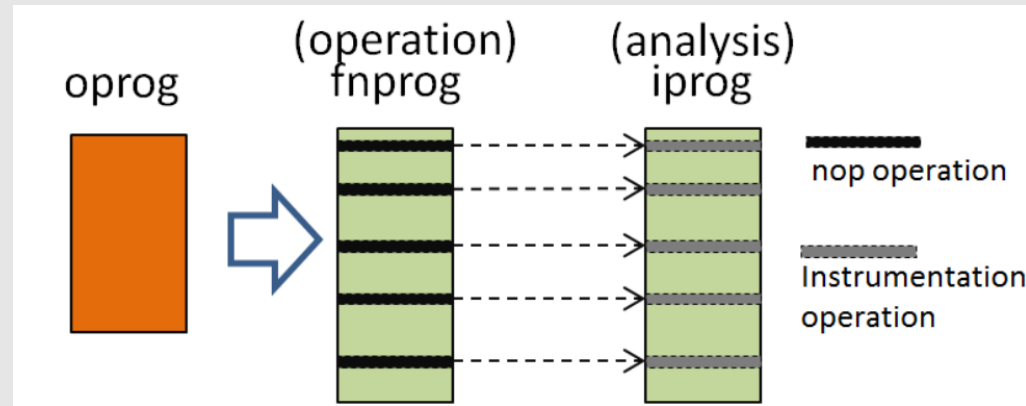 (operation)
(analysis)
oprog
fnprog
iprog
nop operation
Instrumentation
operation